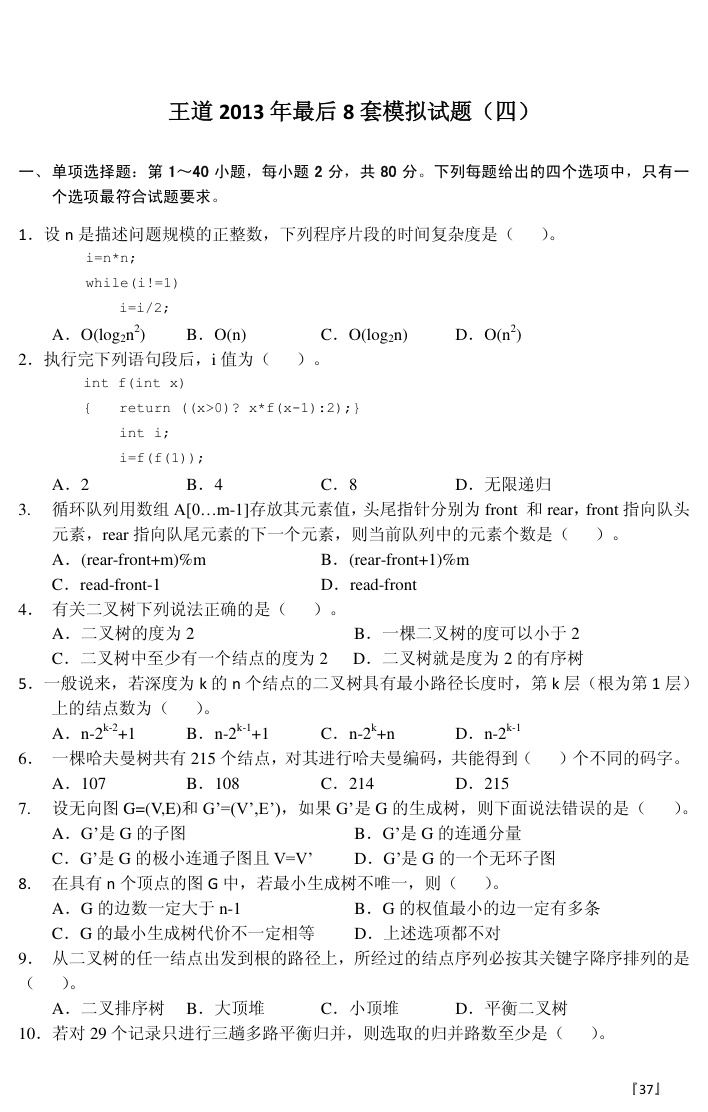 王道 2013 年最后 8 套模拟试题（四）
一、单项选择题：第 1～40 小题，每小题 2 分，共 80 分。下列每题给出的四个选项中，只有一
个选项最符合试题要求。
1．设 n 是描述问题规模的正整数，下列程序片段的时间复杂度是（ ）。
i=n*n;
while(i!=1)
i=i/2;
A．O(log₂n²) B．O(n) C．O(log₂n) D．O(n²)
2．执行完下列语句段后，i 值为（ ）。
int f(int x)
{ return ((x>0)? x*f(x-1):2);}
int i;
i=f(f(1));
A．2 B．4 C．8 D．无限递归
3. 循环队列用数组 A[0…m-1]存放其元素值，头尾指针分别为 front 和 rear，front 指向队头
元素，rear 指向队尾元素的下一个元素，则当前队列中的元素个数是（ ）。
A．(rear-front+m)%m B．(rear-front+1)%m
C．read-front-1 D．read-front
4． 有关二叉树下列说法正确的是（ ）。
A．二叉树的度为 2 B．一棵二叉树的度可以小于 2
C．二叉树中至少有一个结点的度为 2 D．二叉树就是度为 2 的有序树
5．一般说来，若深度为 k 的 n 个结点的二叉树具有最小路径长度时，第 k 层（根为第 1 层）
上的结点数为（ ）。
A．n-2^{k-2}+1 B．n-2^{k-1}+1 C．n-2^{k}+n D．n-2^{k-1}
6． 一棵哈夫曼树共有 215 个结点，对其进行哈夫曼编码，共能得到（ ）个不同的码字。
A．107 B．108 C．214 D．215
7. 设无向图 G=(V,E)和 G’=(V’,E’)，如果 G’是 G 的生成树，则下面说法错误的是（ ）。
A．G’是 G 的子图 B．G’是 G 的连通分量
C．G’是 G 的极小连通子图且 V=V’ D．G’是 G 的一个无环子图
8. 在具有 n 个顶点的图 G 中，若最小生成树不唯一，则（ ）。
A．G 的边数一定大于 n-1 B．G 的权值最小的边一定有多条
C．G 的最小生成树代价不一定相等 D．上述选项都不对
9． 从二叉树的任一结点出发到根的路径上，所经过的结点序列必按其关键字降序排列的是
（ ）。
A．二叉排序树 B．大顶堆 C．小顶堆 D．平衡二叉树
10．若对 29 个记录只进行三趟多路平衡归并，则选取的归并路数至少是（ ）。
『37』